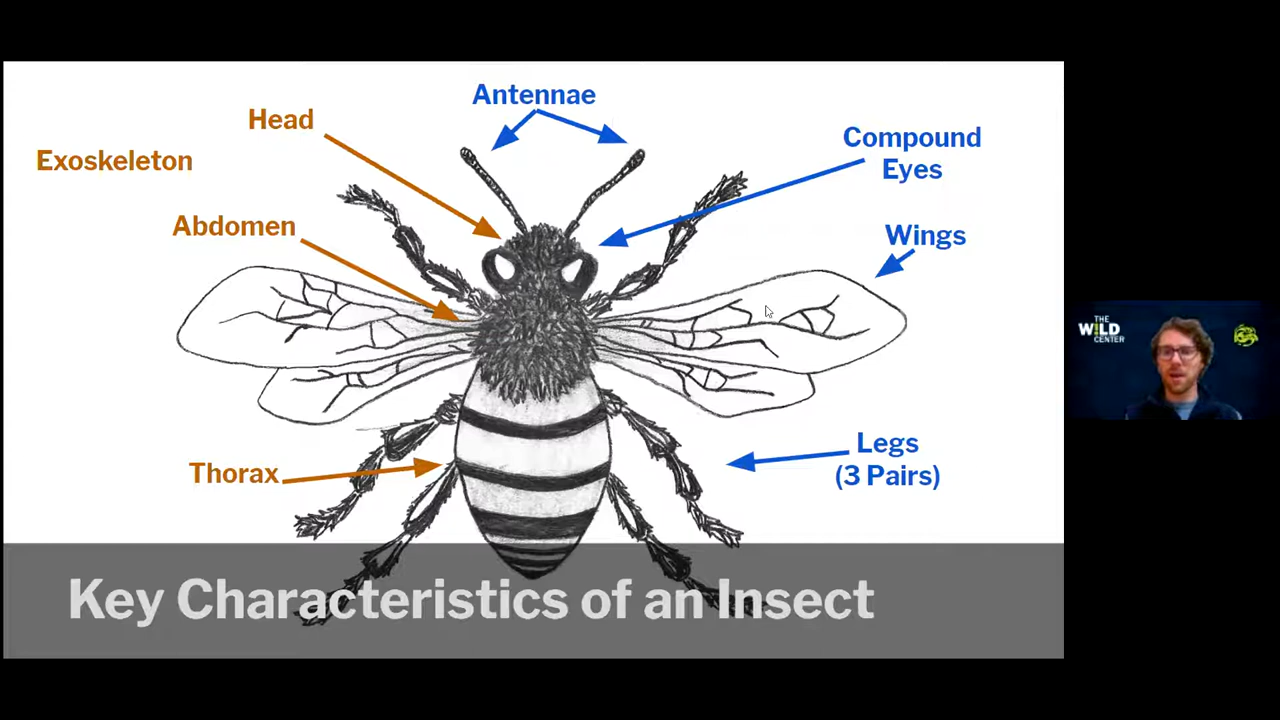 Antennae
Head
Compound
Eyes
Exoskeleton
Abdomen
Wings
THE
WILD
CENTER
Legs
(3 Pairs)
Thorax
Key Characteristics of an Insect